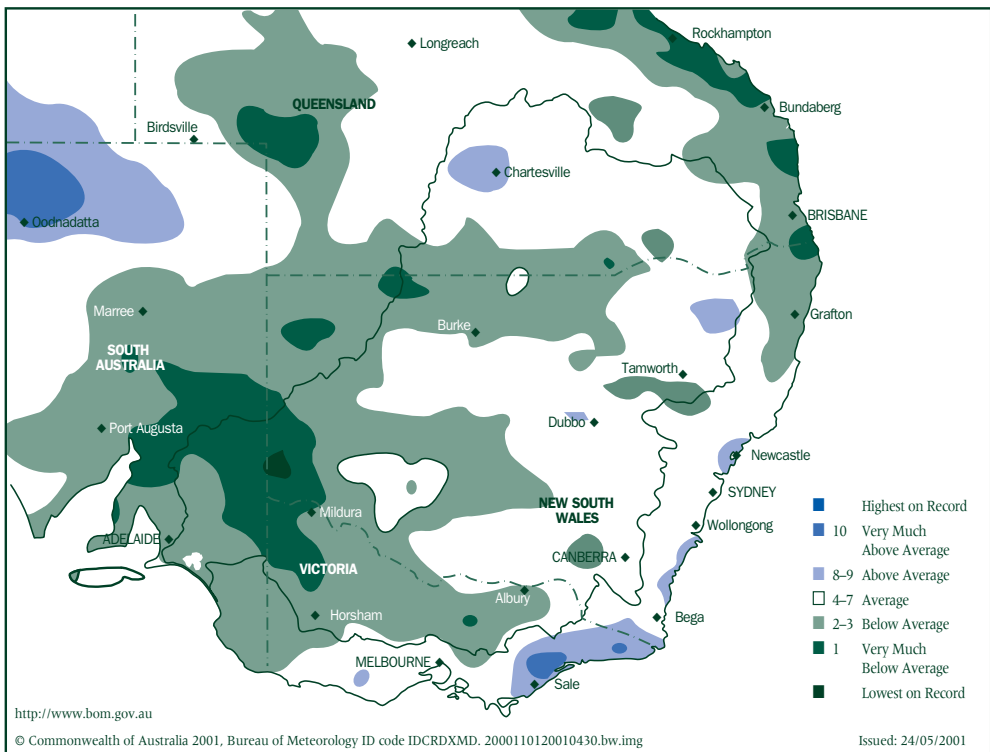 Longreach
Rockhampton
QUEENSLAND
Bundaberg
Birdsville
Chartesville
Oodnadatta
BRISBANE
Marree
Grafton
Burke
SOUTH
AUSTRALIA
Tamworth
Dubbo
Port Augusta
Newcastle
SYDNEY
NEW SOUTH
WALES
Mildura
Wollongong
ADELAIDE
CANBERRA
VICTORIA
Albury
Horsham
Bega
MELBOURNE
Sale
Highest on Record
10 Very Much
Above Average
8–9 Above Average
4–7 Average
2–3 Below Average
1 Very Much
Below Average
Lowest on Record
http://www.bom.gov.au
© Commonwealth of Australia 2001, Bureau of Meteorology ID code IDCRDXMD. 2000110120010430.bw.img
Issued: 24/05/2001